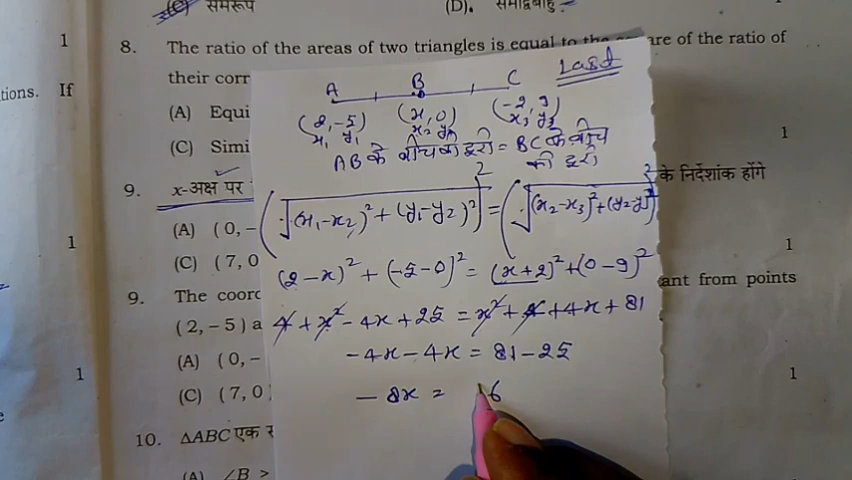 (C) समरूप
(D). समद्विबाहु
1
8. The ratio of the areas of two triangles is equal to the square of the ratio of
tions. If
their corr
A B C Last
(A) Equi
(2,-5) (x,0) (-2,9)
x₁ y₁ x₂ y₂ x₃ y₃
1
(C) Simi
AB के बीच की दूरी = BC के बीच की दूरी
9. x-अक्ष पर
के निर्देशांक होंगे
(√(x₁-x₂)²+(y₁-y₂)²)² = (√(x₂-x₃)²+(y₂-y₃)²)²
(A) ( 0, –
1
(C) ( 7, 0
1
(2-x)²+(-5-0)² = (x+2)²+(0-9)²
9. The coord
ant from points
( 2, – 5 ) a
4+x²-4x+25 = x²+4+4x+81
(A) ( 0, –
-4x-4x = 81-25
1
(C) ( 7, 0
1
-8x = 6
10. ΔABC एक
(A) ∠B >